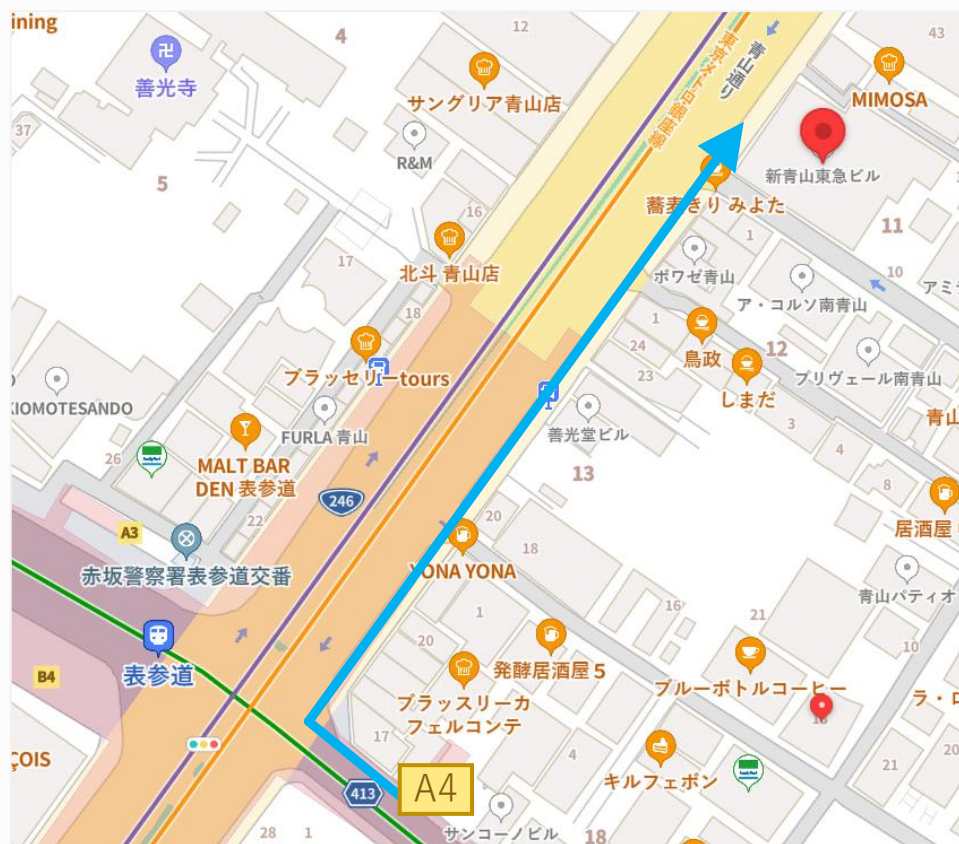 ining
4
12
43
善光寺
サングリア青山店
青山通り
東京メトロ銀座線
MIMOSA
37
R&M
新青山東急ビル
5
蕎麦きり みよた
16
11
1
17
北斗 青山店
ボワゼ青山
10
ア・コルソ南青山
アミ
18
1
24
鳥政
12
ブラッセリーtours
23
しまだ
プリヴェール南青山
KIOMOTESANDO
FURLA 青山
善光堂ビル
3
青山
26
MALT BAR
DEN 表参道
13
4
8
246
22
20
居酒屋
A3
18
赤坂警察署表参道交番
YONA YONA
青山パティオ
1
16
21
20
10
B4
表参道
発酵居酒屋 5
ブラッスリーカ
フェルコンテ
ブルーボトルコーヒー
ラ・
17
4
ÇOIS
キルフェボン
21
20
413
A4
サンコーノビル
28
1
18